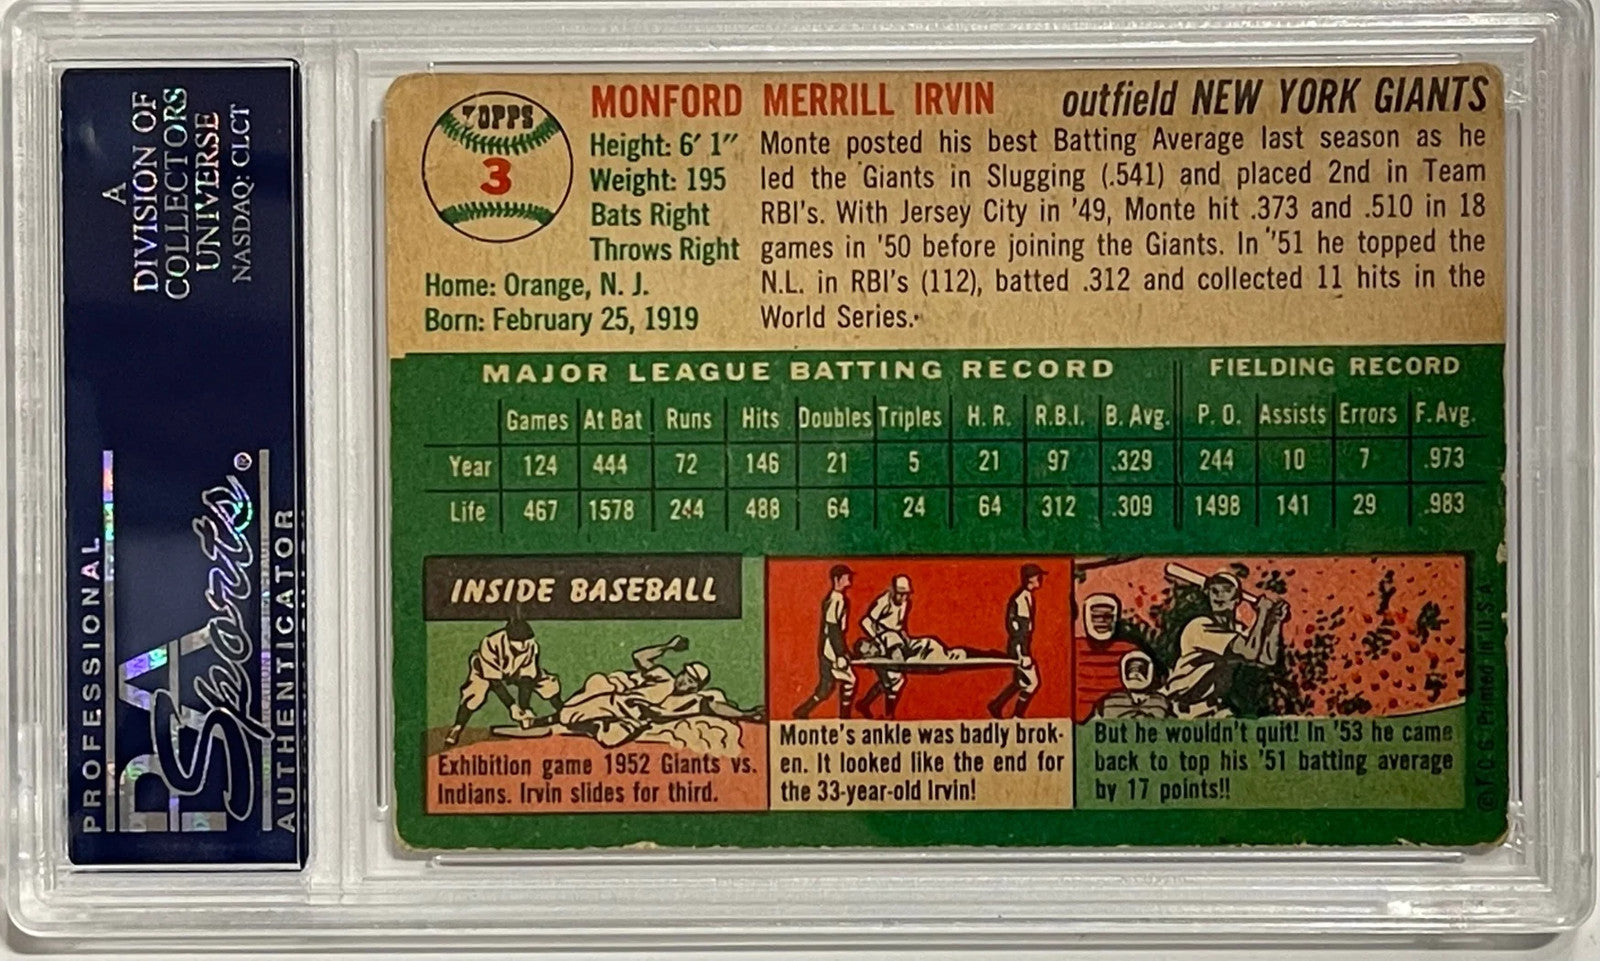 A
DIVISION OF
COLLECTORS
UNIVERSE
NASDAQ: CLCT
PROFESSIONAL
PSA
Sports®
AUTHENTICATOR
TOPPS
3
MONFORD MERRILL IRVIN
outfield NEW YORK GIANTS
Height: 6' 1"
Weight: 195
Bats Right
Throws Right
Home: Orange, N. J.
Born: February 25, 1919
Monte posted his best Batting Average last season as he
led the Giants in Slugging (.541) and placed 2nd in Team
RBI's. With Jersey City in '49, Monte hit .373 and .510 in 18
games in '50 before joining the Giants. In '51 he topped the
N.L. in RBI's (112), batted .312 and collected 11 hits in the
World Series.
MAJOR LEAGUE BATTING RECORD FIELDING RECORD
Games At Bat Runs Hits Doubles Triples H. R. R.B.I. B. Avg. P. O. Assists Errors F. Avg.
Year 124 444 72 146 21 5 21 97 .329 244 10 7 .973
Life 467 1578 244 488 64 24 64 312 .309 1498 141 29 .983
INSIDE BASEBALL
Exhibition game 1952 Giants vs.
Indians. Irvin slides for third.
Monte's ankle was badly brok-
en. It looked like the end for
the 33-year-old Irvin!
But he wouldn't quit! In '53 he came
back to top his '51 batting average
by 17 points!!
© T. C. G. Printed in U.S.A.